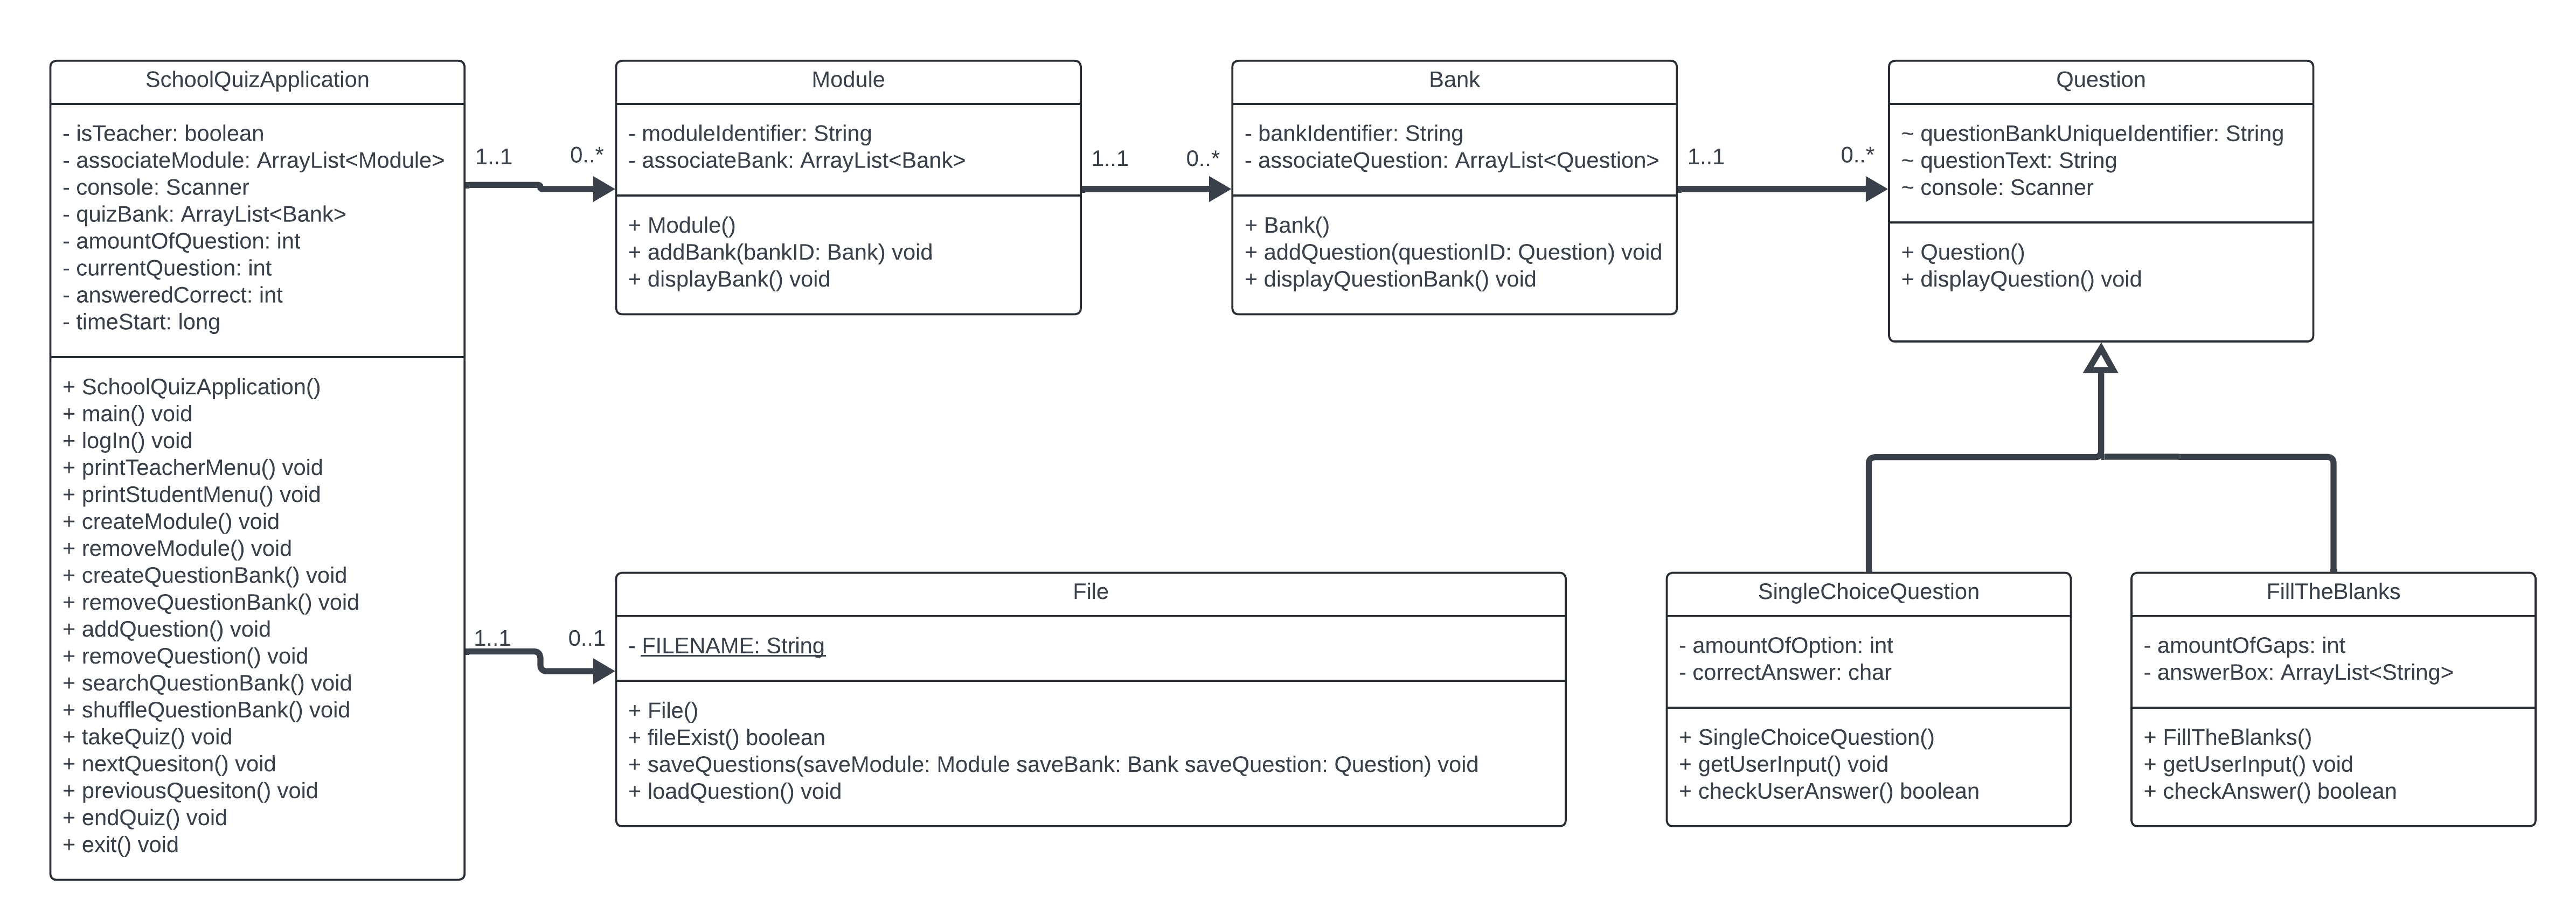 SchoolQuizApplication
- isTeacher: boolean
- associateModule: ArrayList<Module>
- console: Scanner
- quizBank: ArrayList<Bank>
- amountOfQuestion: int
- currentQuestion: int
- answeredCorrect: int
- timeStart: long
+ SchoolQuizApplication()
+ main() void
+ logIn() void
+ printTeacherMenu() void
+ printStudentMenu() void
+ createModule() void
+ removeModule() void
+ createQuestionBank() void
+ removeQuestionBank() void
+ addQuestion() void
+ removeQuestion() void
+ searchQuestionBank() void
+ shuffleQuestionBank() void
+ takeQuiz() void
+ nextQuesiton() void
+ previousQuesiton() void
+ endQuiz() void
+ exit() void
1..1
0..*
Module
- moduleIdentifier: String
- associateBank: ArrayList<Bank>
+ Module()
+ addBank(bankID: Bank) void
+ displayBank() void
1..1
0..*
Bank
- bankIdentifier: String
- associateQuestion: ArrayList<Question>
+ Bank()
+ addQuestion(questionID: Question) void
+ displayQuestionBank() void
1..1
0..*
Question
~ questionBankUniqueIdentifier: String
~ questionText: String
~ console: Scanner
+ Question()
+ displayQuestion() void
1..1
0..1
File
- FILENAME: String
+ File()
+ fileExist() boolean
+ saveQuestions(saveModule: Module saveBank: Bank saveQuestion: Question) void
+ loadQuestion() void
SingleChoiceQuestion
- amountOfOption: int
- correctAnswer: char
+ SingleChoiceQuestion()
+ getUserInput() void
+ checkUserAnswer() boolean
FillTheBlanks
- amountOfGaps: int
- answerBox: ArrayList<String>
+ FillTheBlanks()
+ getUserInput() void
+ checkAnswer() boolean